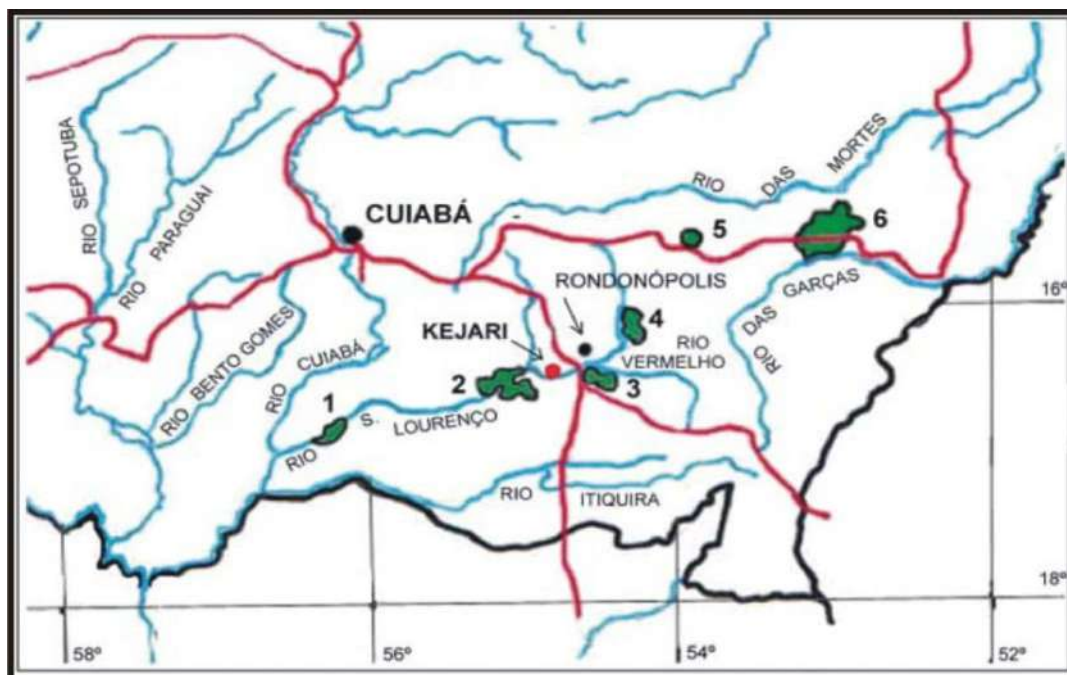 RIO SEPOTUBA
RIO PARAGUAI
CUIABÁ
RIO DAS MORTES
5
6
RONDONÓPOLIS
GARÇAS
16º
RIO BENTO GOMES
KEJARI
4
RIO VERMELHO
RIO DAS
RIO CUIABÁ
1
2
3
RIO S. LOURENÇO
RIO ITIQUIRA
18º
58º
56º
54º
52º